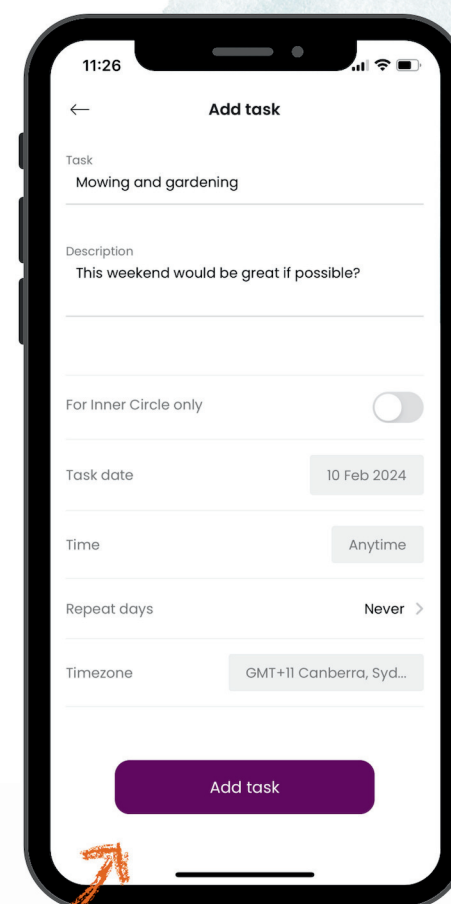 11:26
Add task
Task
Mowing and gardening
Description
This weekend would be great if possible?
For Inner Circle only
Task date 10 Feb 2024
Time Anytime
Repeat days Never
Timezone GMT+11 Canberra, Syd...
Add task